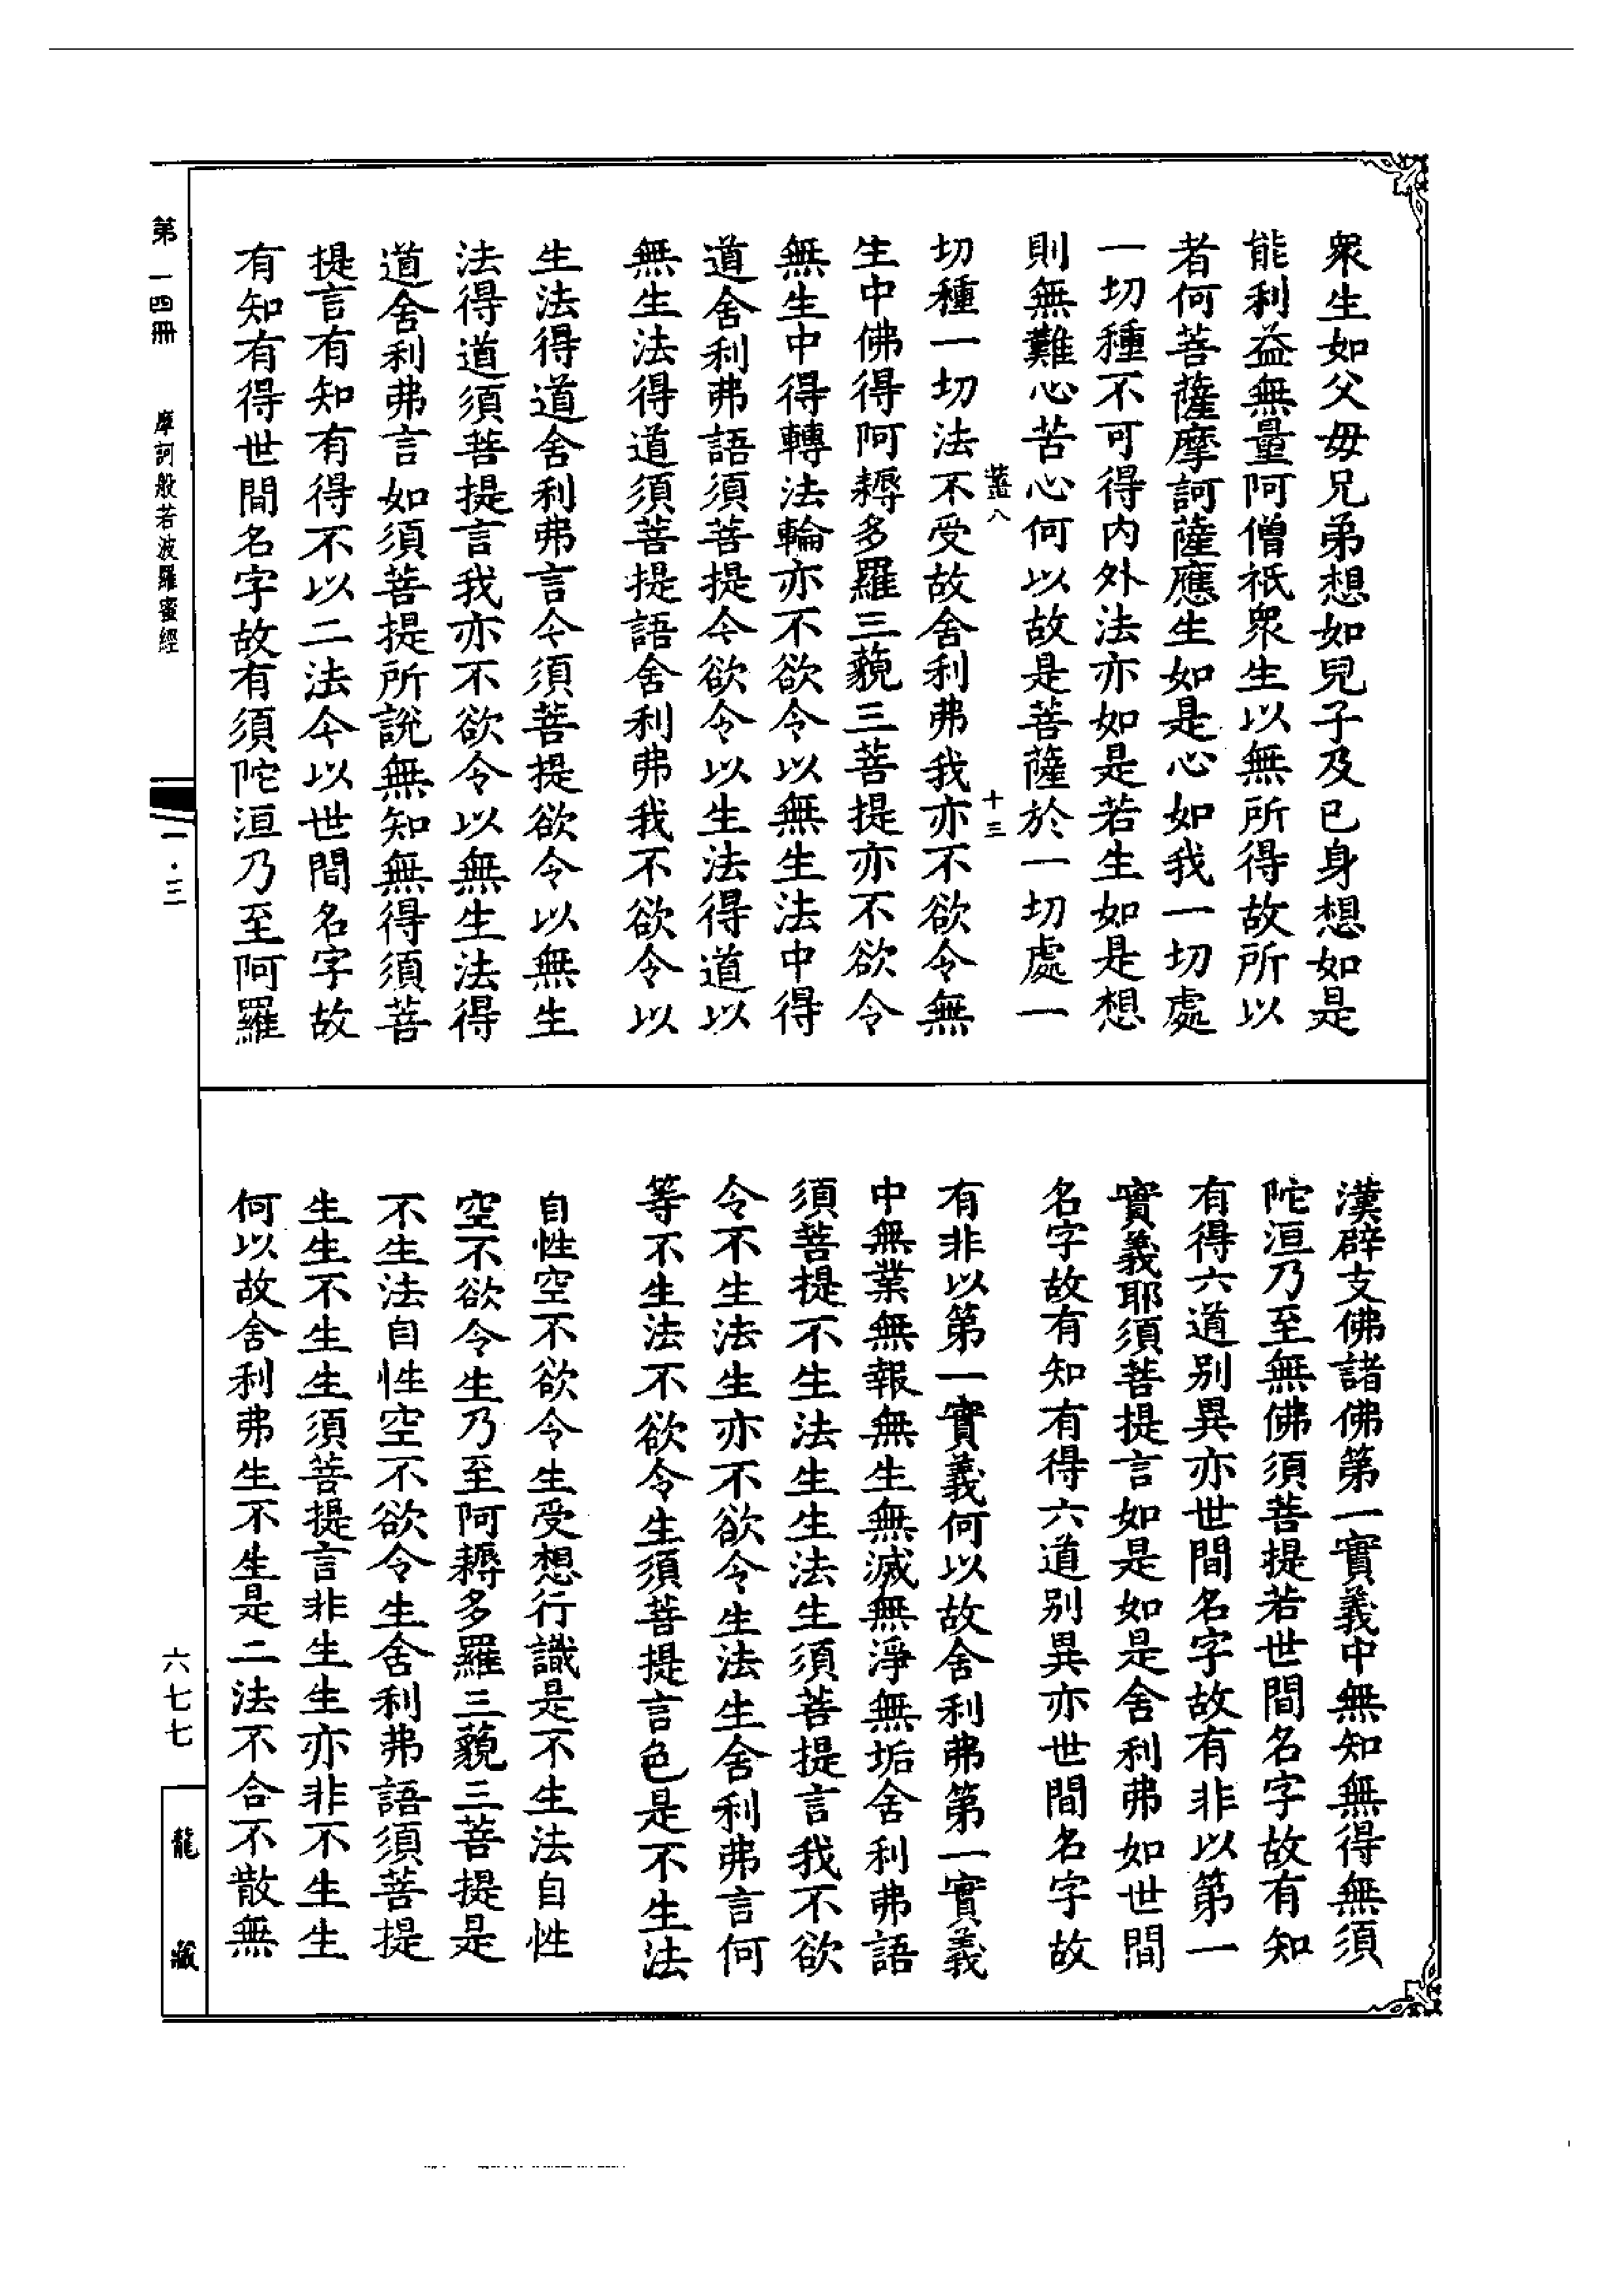 衆生如父毋兄弟想如兒子及已身想如是
能利益無量阿僧祇衆生以無所得故所以
者何菩薩摩訶薩應生如是心如我一切處
一切種不可得内外法亦如是若生如是想
則無難心苦心何以故是菩薩於一切處一
十三
切種一切法不受故舍利弗我亦不欲令無
生中佛得阿耨多羅三藐三菩提亦不欲令
無生中得轉法輪亦不欲令以無生法中得
道舍利弗語須菩提今欲令以生法得道以
無生法得道須菩提語舍利弗我不欲令以
生法得道舍利弗言令須菩提欲令以無生
法得道須菩提言我亦不欲令以無生法得
道舍利弗言如須菩提所說無知無得須菩
提言有知有得不以二法今以世間名字故
有知有得世間名字故有須陀洹乃至阿羅
漢辟支佛諸佛第一實義中無知無得無須
陀洹乃至無佛須菩提若世間名字故有知
有得六道别異亦世間名字故有非以第一
實義耶須菩提言如是如是舍利弗如世間
名字故有知有得六道别異亦世間名字故
有非以第一實義何以故舍利弗第一實義
中無業無報無生無滅無淨無垢舍利弗語
須菩提不生法生生法生須菩提言我不欲
令不生法生亦不欲令生法生舍利弗言何
等不生法不欲令生須菩提言色是不生法
自性空不欲令生受想行識是不生法自性
空不欲令生乃至阿耨多羅三藐三菩提是
不生法自性空不欲令生舍利弗語須菩提
生生不生生須菩提言非生生亦非不生生
何以故舍利弗生不生是二法不合不散無
第一四冊 摩訶般若波羅蜜經
一·三
六七七
龍藏